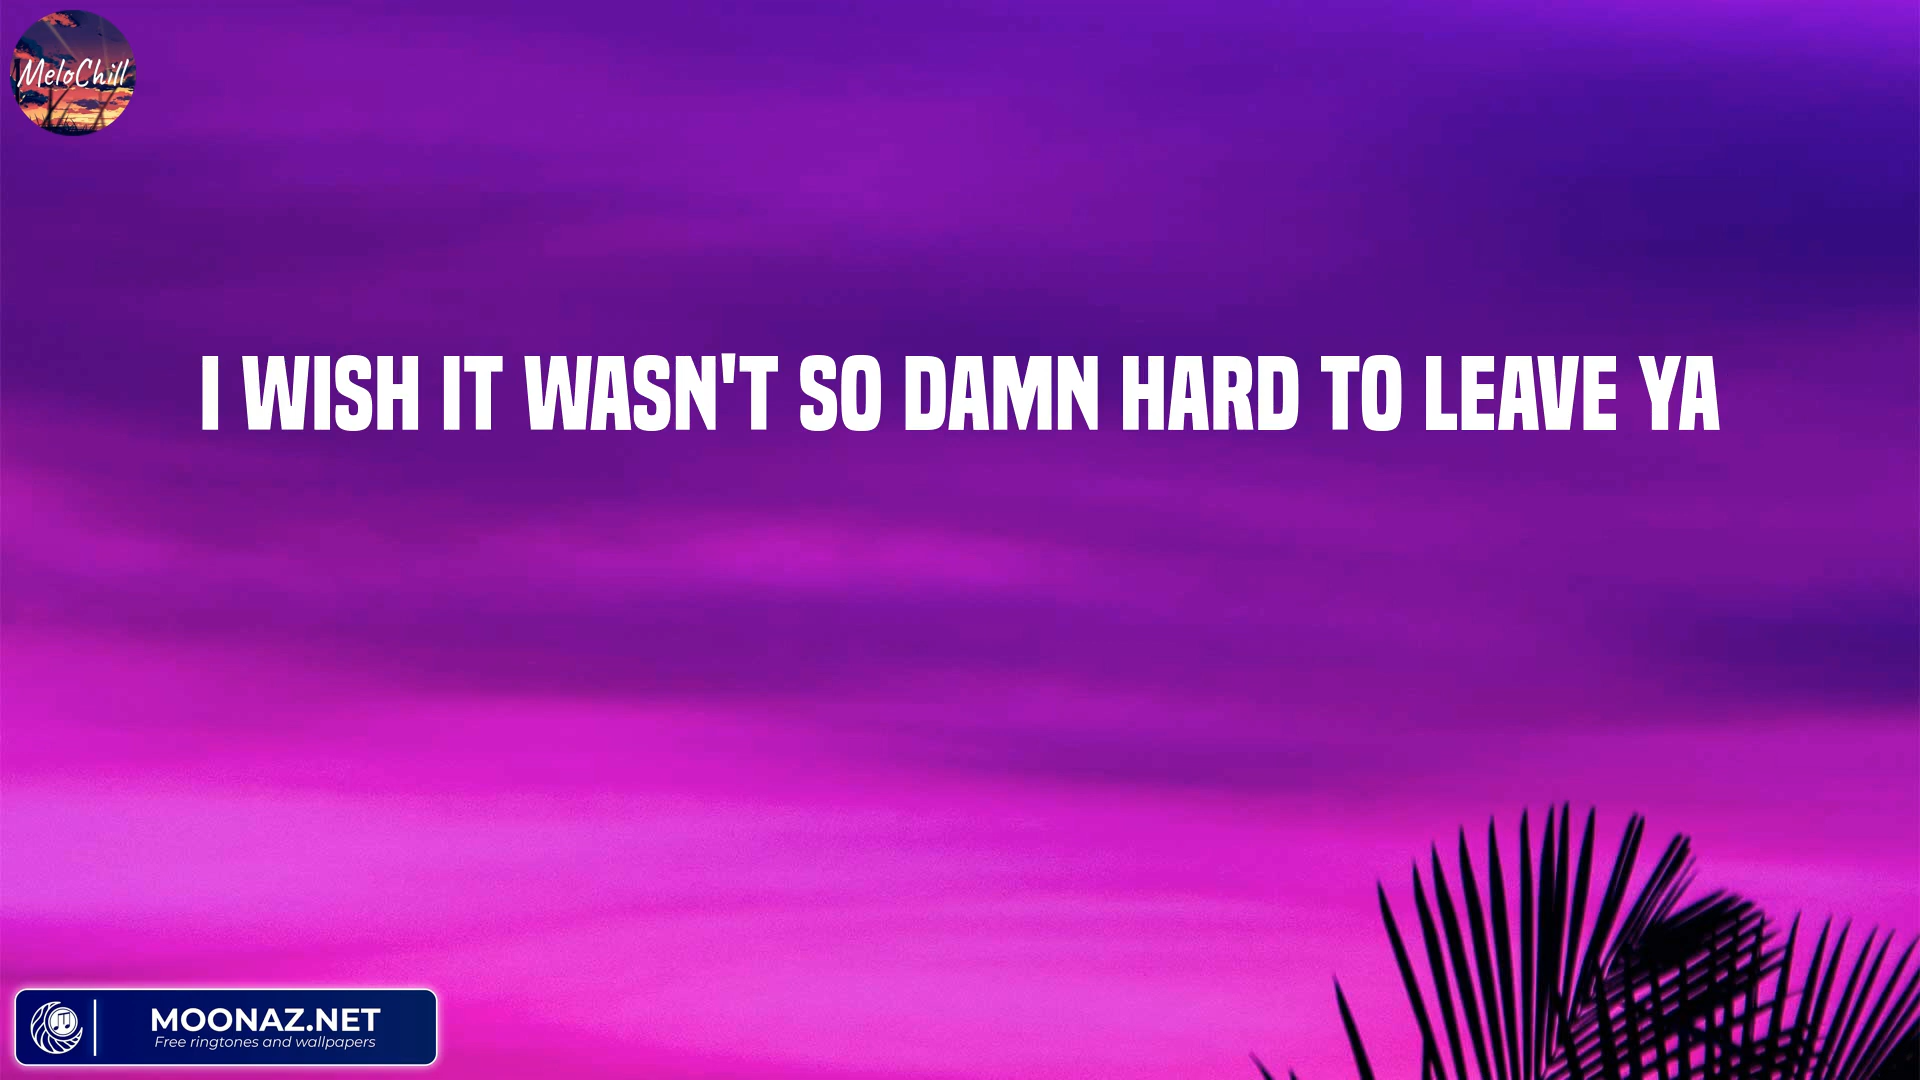 MeloChill
I WISH IT WASN'T SO DAMN HARD TO LEAVE YA
MOONAZ.NET
Free ringtones and wallpapers